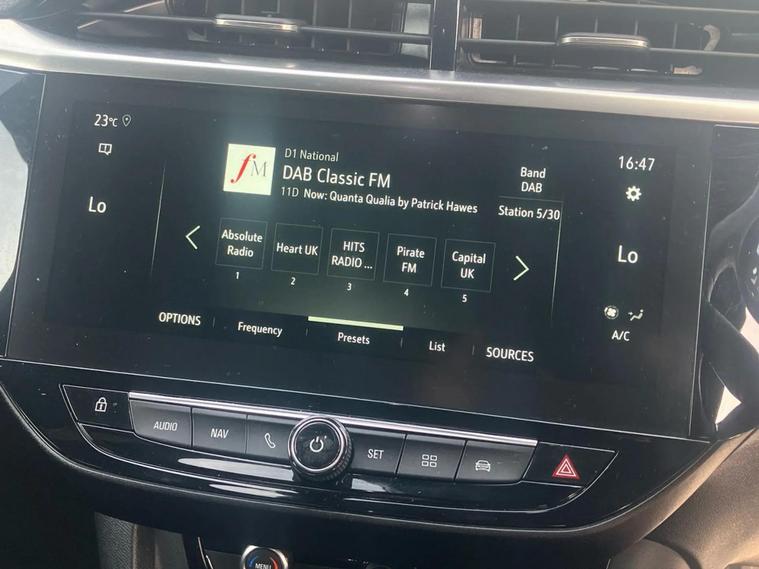 23°C
D1 National
16:47
fM
DAB Classic FM
Band
DAB
11D Now: Quanta Qualia by Patrick Hawes
Station 5/30
Lo
Lo
Absolute
Radio
Heart UK
HITS
RADIO ...
Pirate
FM
Capital
UK
1
2
3
4
5
OPTIONS
Frequency
Presets
List
SOURCES
A/C
AUDIO
NAV
SET
MENU